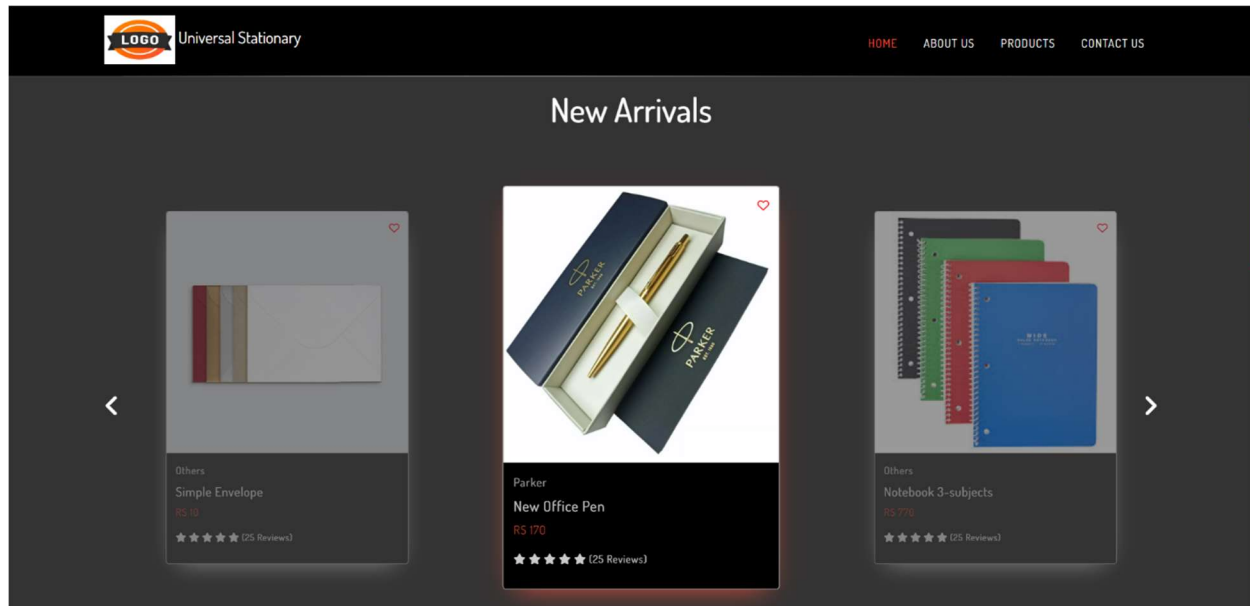 LOGO
Universal Stationary
HOME
ABOUT US
PRODUCTS
CONTACT US
New Arrivals
Others
Simple Envelope
RS 10
(25 Reviews)
PARKER
PARKER
Parker
New Office Pen
RS 170
(25 Reviews)
WIDE
Others
Notebook 3-subjects
RS 770
(25 Reviews)